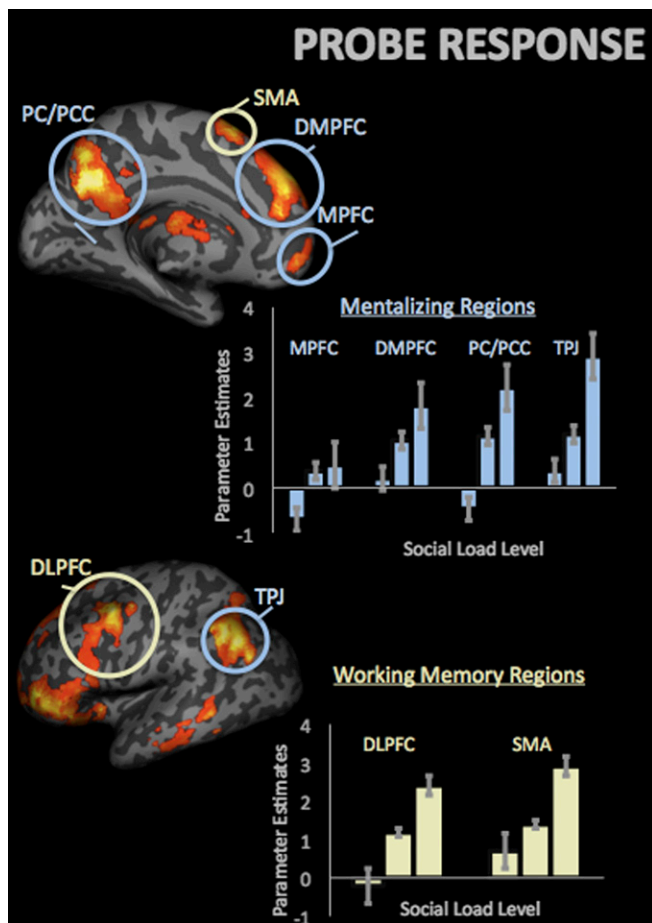 PROBE RESPONSE
SMA
PC/PCC
DMPFC
MPFC
Mentalizing Regions
MPFC DMPFC PC/PCC TPJ
Parameter Estimates
4
3
2
1
0
-1
Social Load Level
DLPFC
TPJ
Working Memory Regions
DLPFC SMA
Parameter Estimates
4
3
2
1
0
-1
Social Load Level